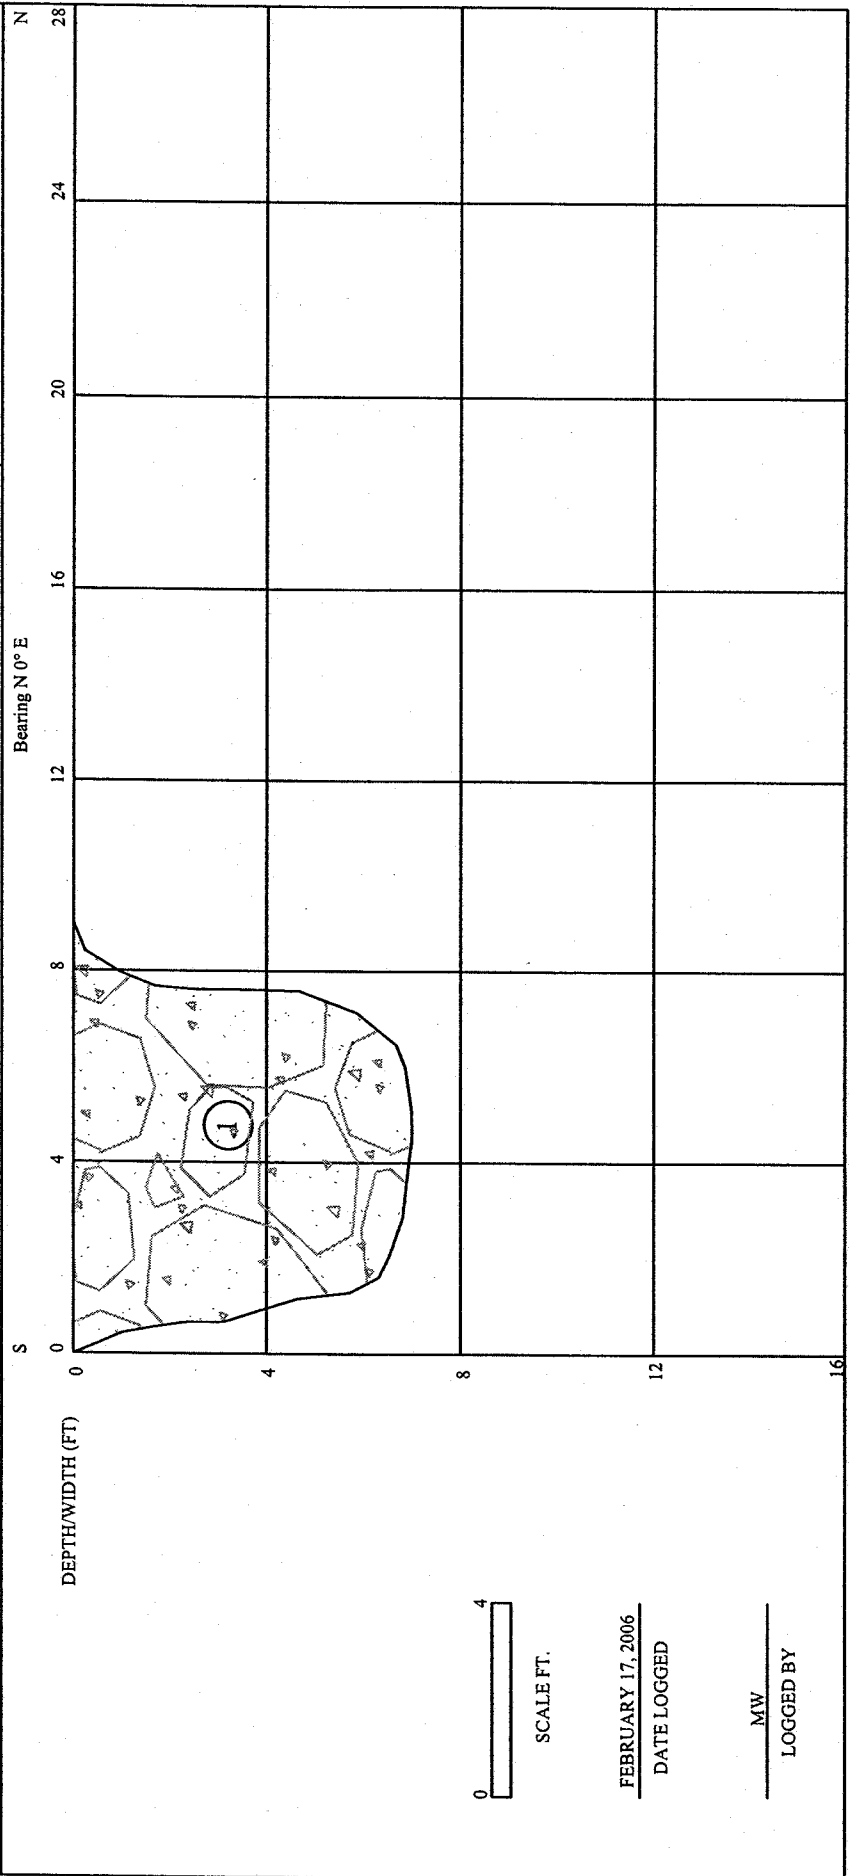 S
Bearing N 0° E
N
DEPTH/WIDTH (FT)
0
4
8
12
16
20
24
28
0
4
8
12
16
1
0
4
SCALE FT.
FEBRUARY 17, 2006
DATE LOGGED
MW
LOGGED BY